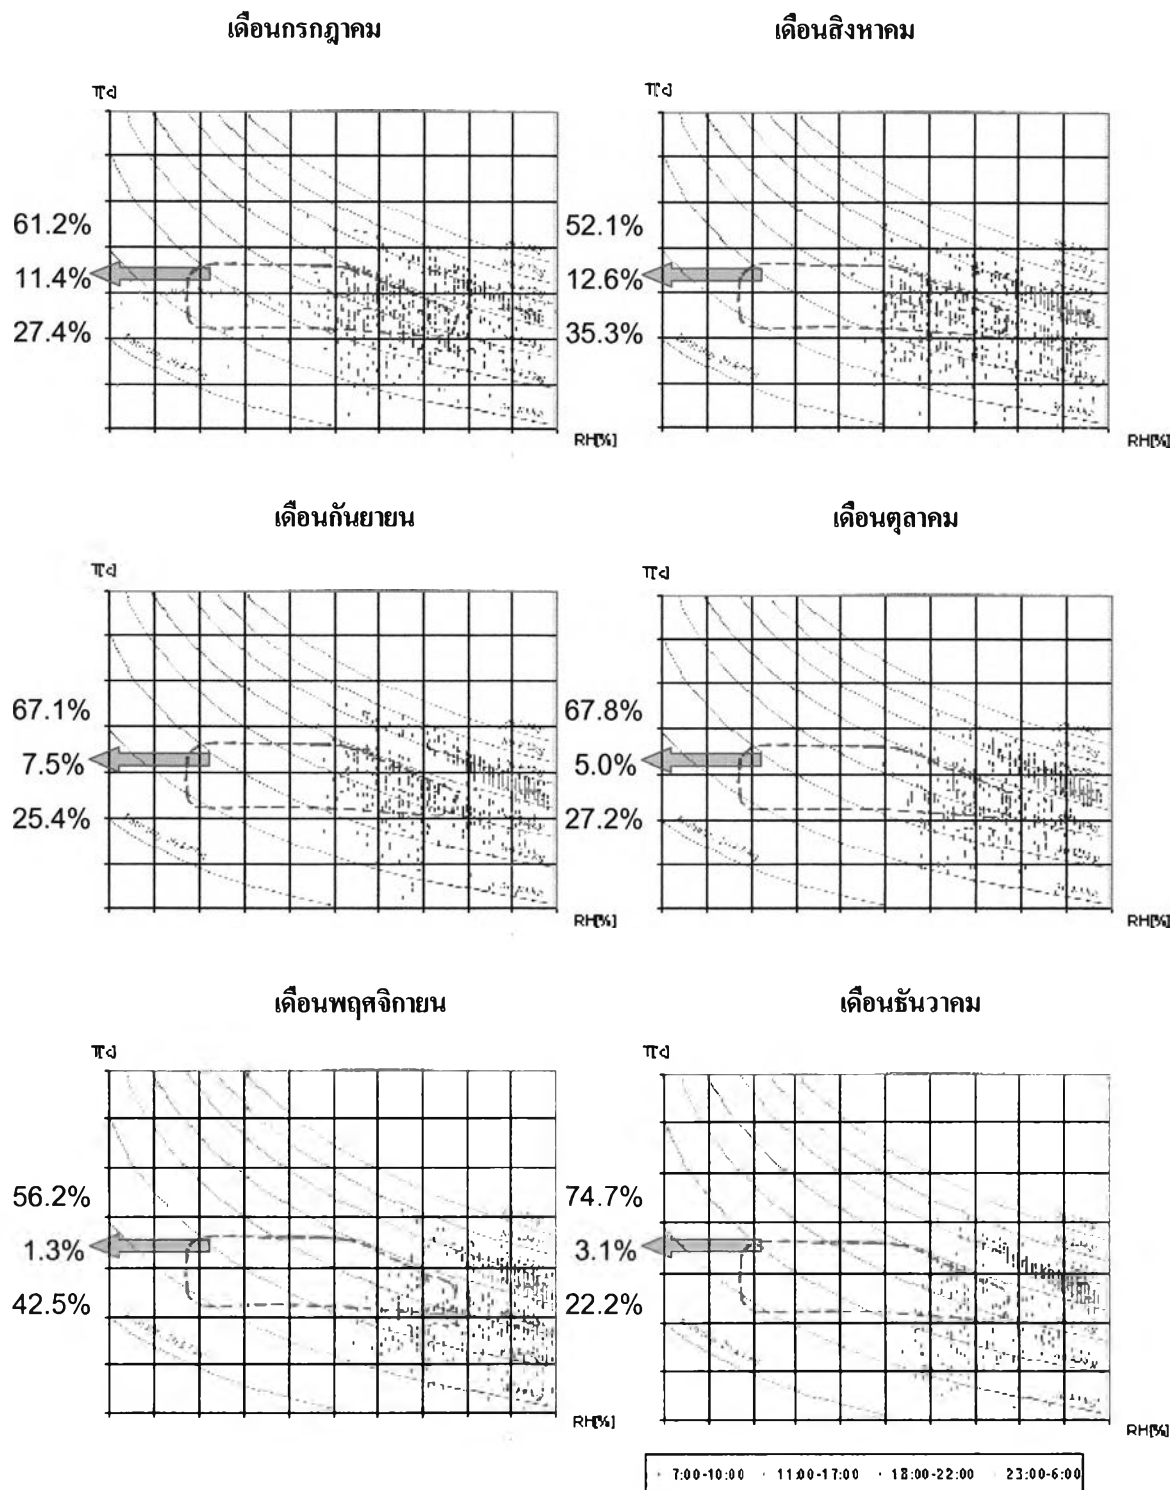 เดือนกรกฎาคม
T[°c]
61.2%
11.4%
27.4%
RH[%]
เดือนสิงหาคม
T[°c]
52.1%
12.6%
35.3%
RH[%]
เดือนกันยายน
T[°c]
67.1%
7.5%
25.4%
RH[%]
เดือนตุลาคม
T[°c]
67.8%
5.0%
27.2%
RH[%]
เดือนพฤศจิกายน
T[°c]
56.2%
1.3%
42.5%
RH[%]
เดือนธันวาคม
T[°c]
74.7%
3.1%
22.2%
RH[%]
7:00-10:00 11:00-17:00 18:00-22:00 23:00-6:00